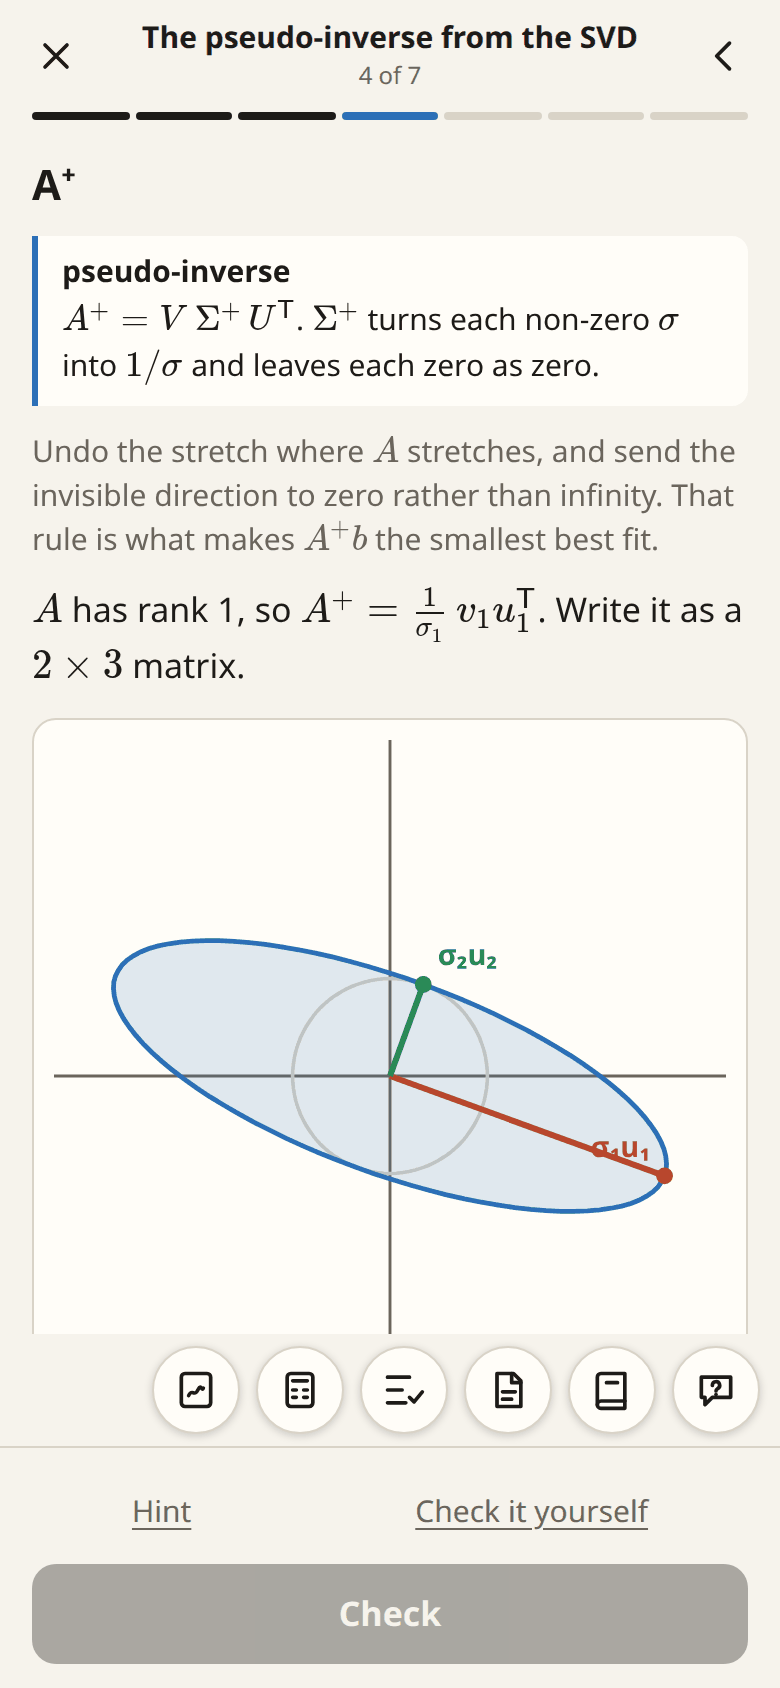 The pseudo-inverse from the SVD
4 of 7
A⁺
pseudo-inverse
A⁺ = V Σ⁺ Uᵀ. Σ⁺ turns each non-zero σ
into 1/σ and leaves each zero as zero.
Undo the stretch where A stretches, and send the
invisible direction to zero rather than infinity. That
rule is what makes A⁺b the smallest best fit.
A has rank 1, so A⁺ = 1/σ₁ v₁u₁ᵀ. Write it as a
2 × 3 matrix.
σ₂u₂
σ₁u₁
Hint
Check it yourself
Check